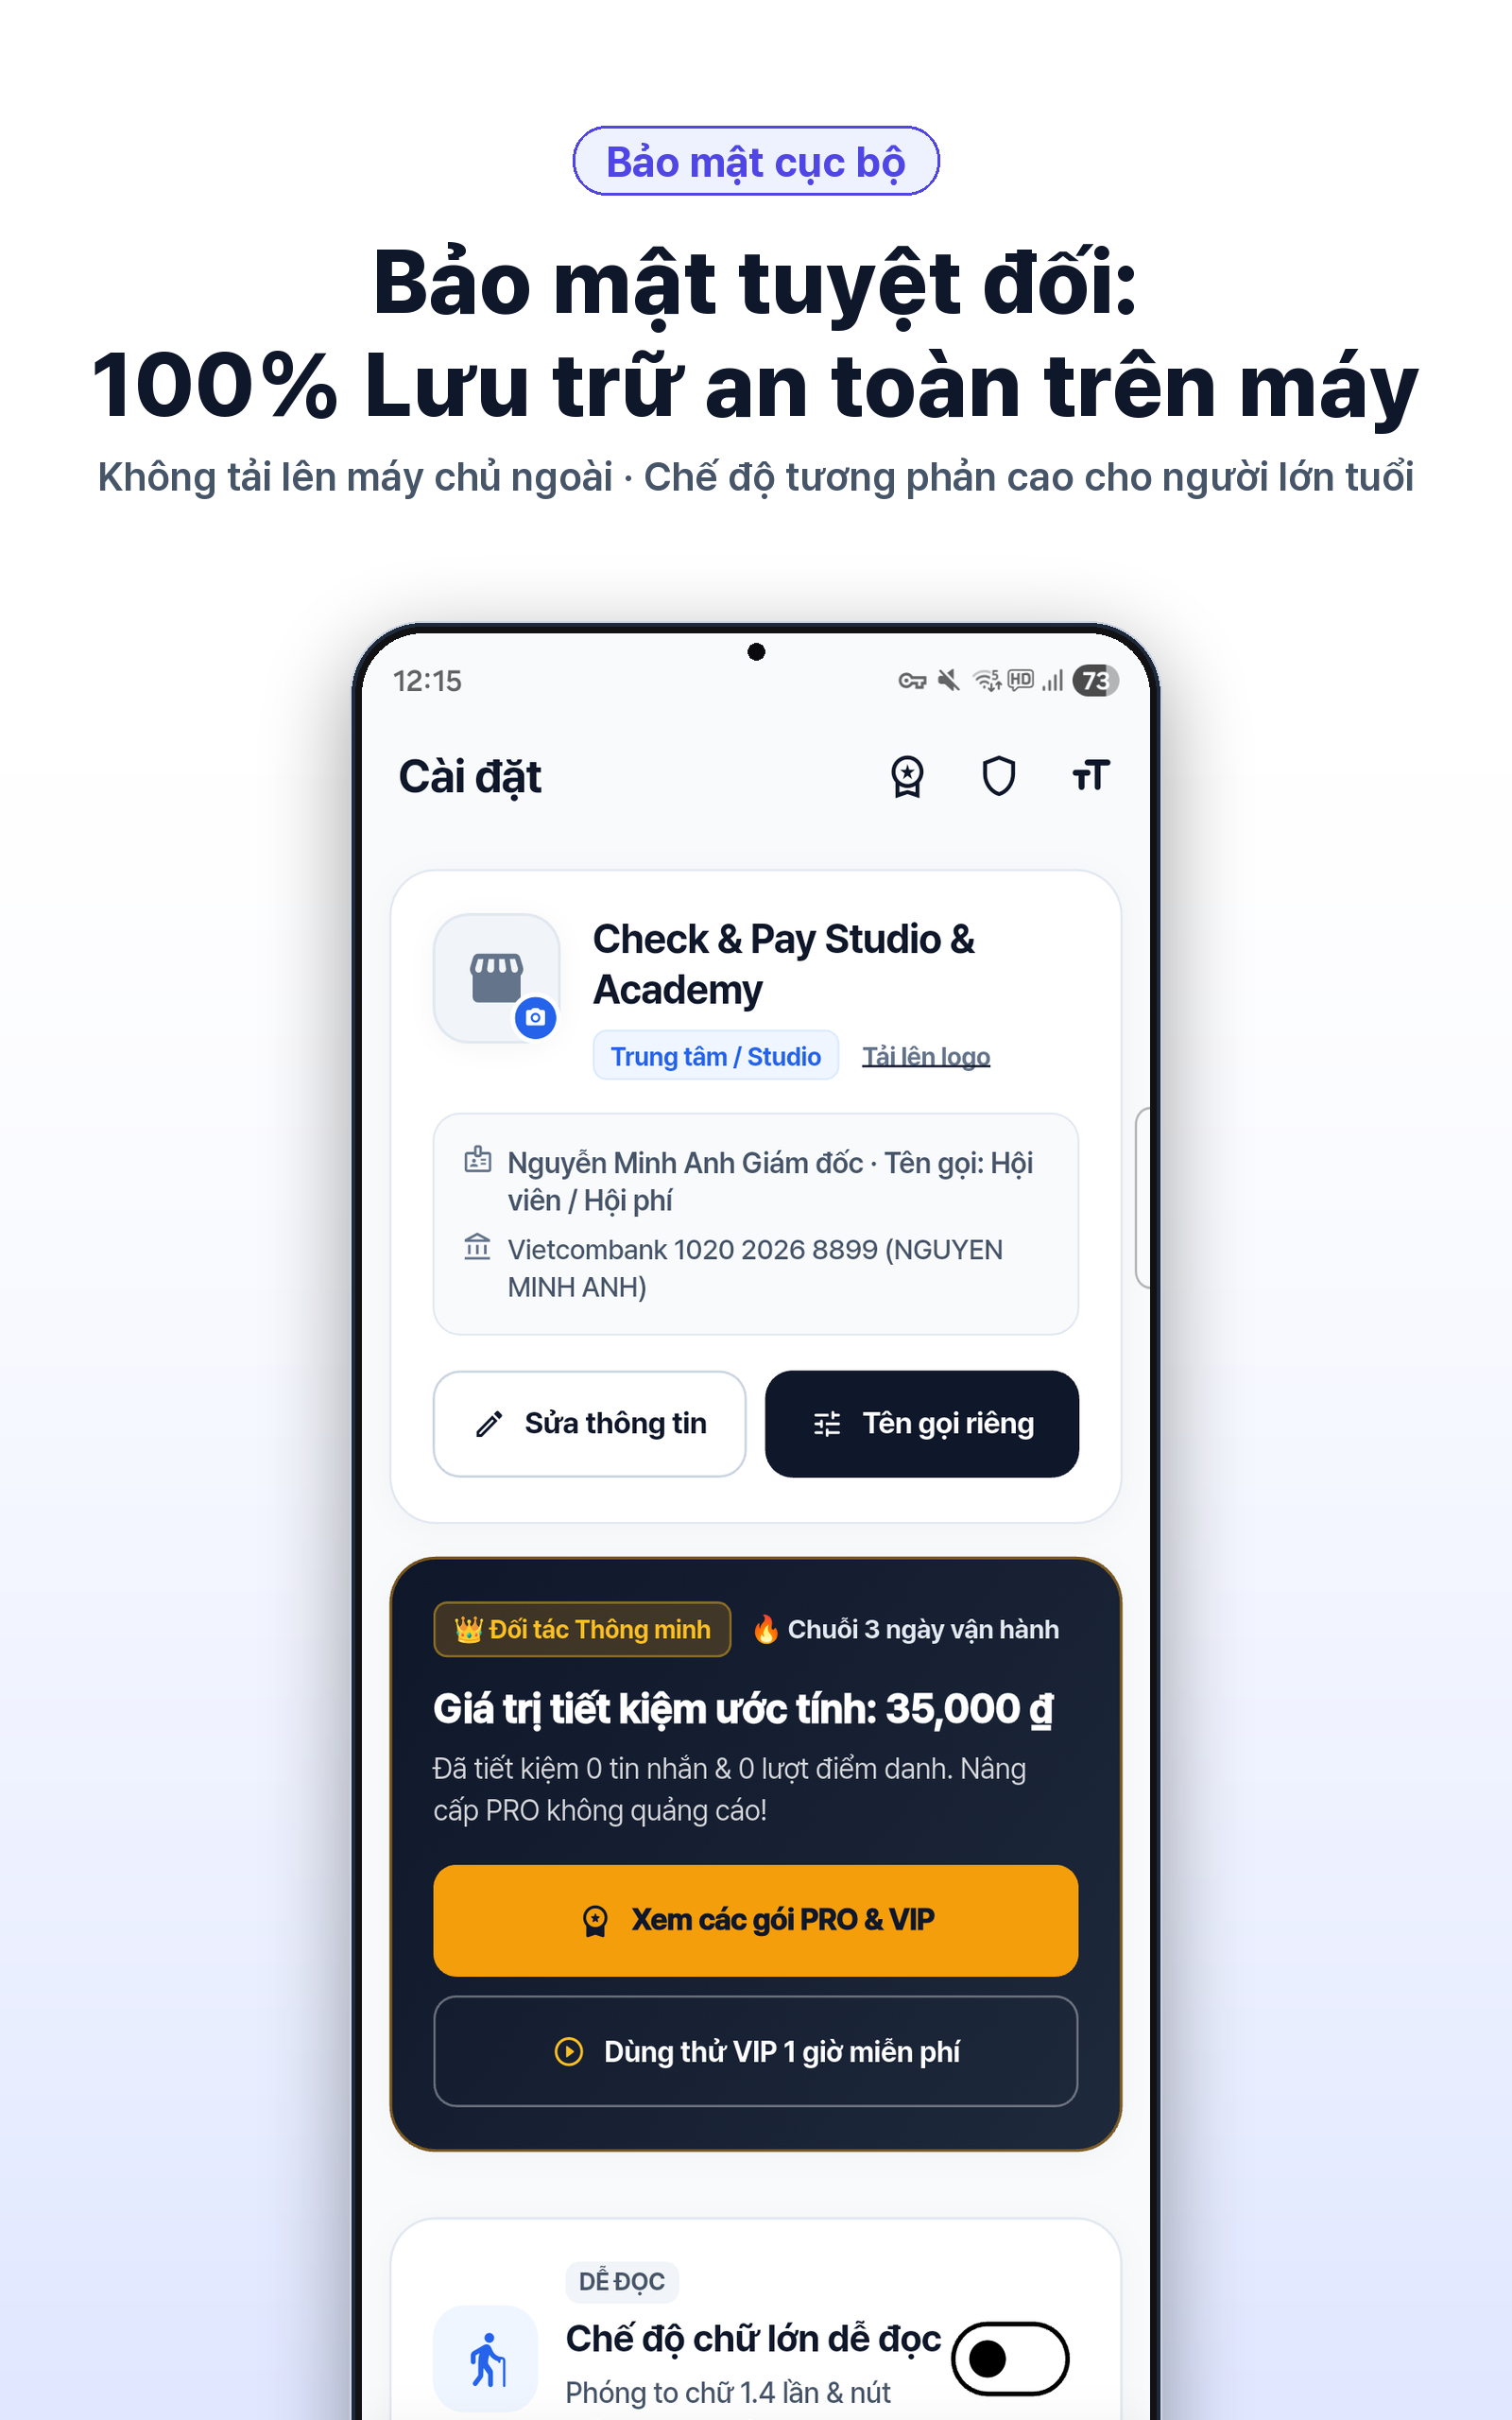 Bảo mật cục bộ
Bảo mật tuyệt đối:
100% Lưu trữ an toàn trên máy
Không tải lên máy chủ ngoài · Chế độ tương phản cao cho người lớn tuổi
12:15
5 HD 73
Cài đặt
Check & Pay Studio &
Academy
Trung tâm / Studio Tải lên logo
Nguyễn Minh Anh Giám đốc · Tên gọi: Hội
viên / Hội phí
Vietcombank 1020 2026 8899 (NGUYEN
MINH ANH)
Sửa thông tin
Tên gọi riêng
👑 Đối tác Thông minh 🔥 Chuỗi 3 ngày vận hành
Giá trị tiết kiệm ước tính: 35,000 ₫
Đã tiết kiệm 0 tin nhắn & 0 lượt điểm danh. Nâng
cấp PRO không quảng cáo!
Xem các gói PRO & VIP
Dùng thử VIP 1 giờ miễn phí
DỄ ĐỌC
Chế độ chữ lớn dễ đọc
Phóng to chữ 1.4 lần & nút